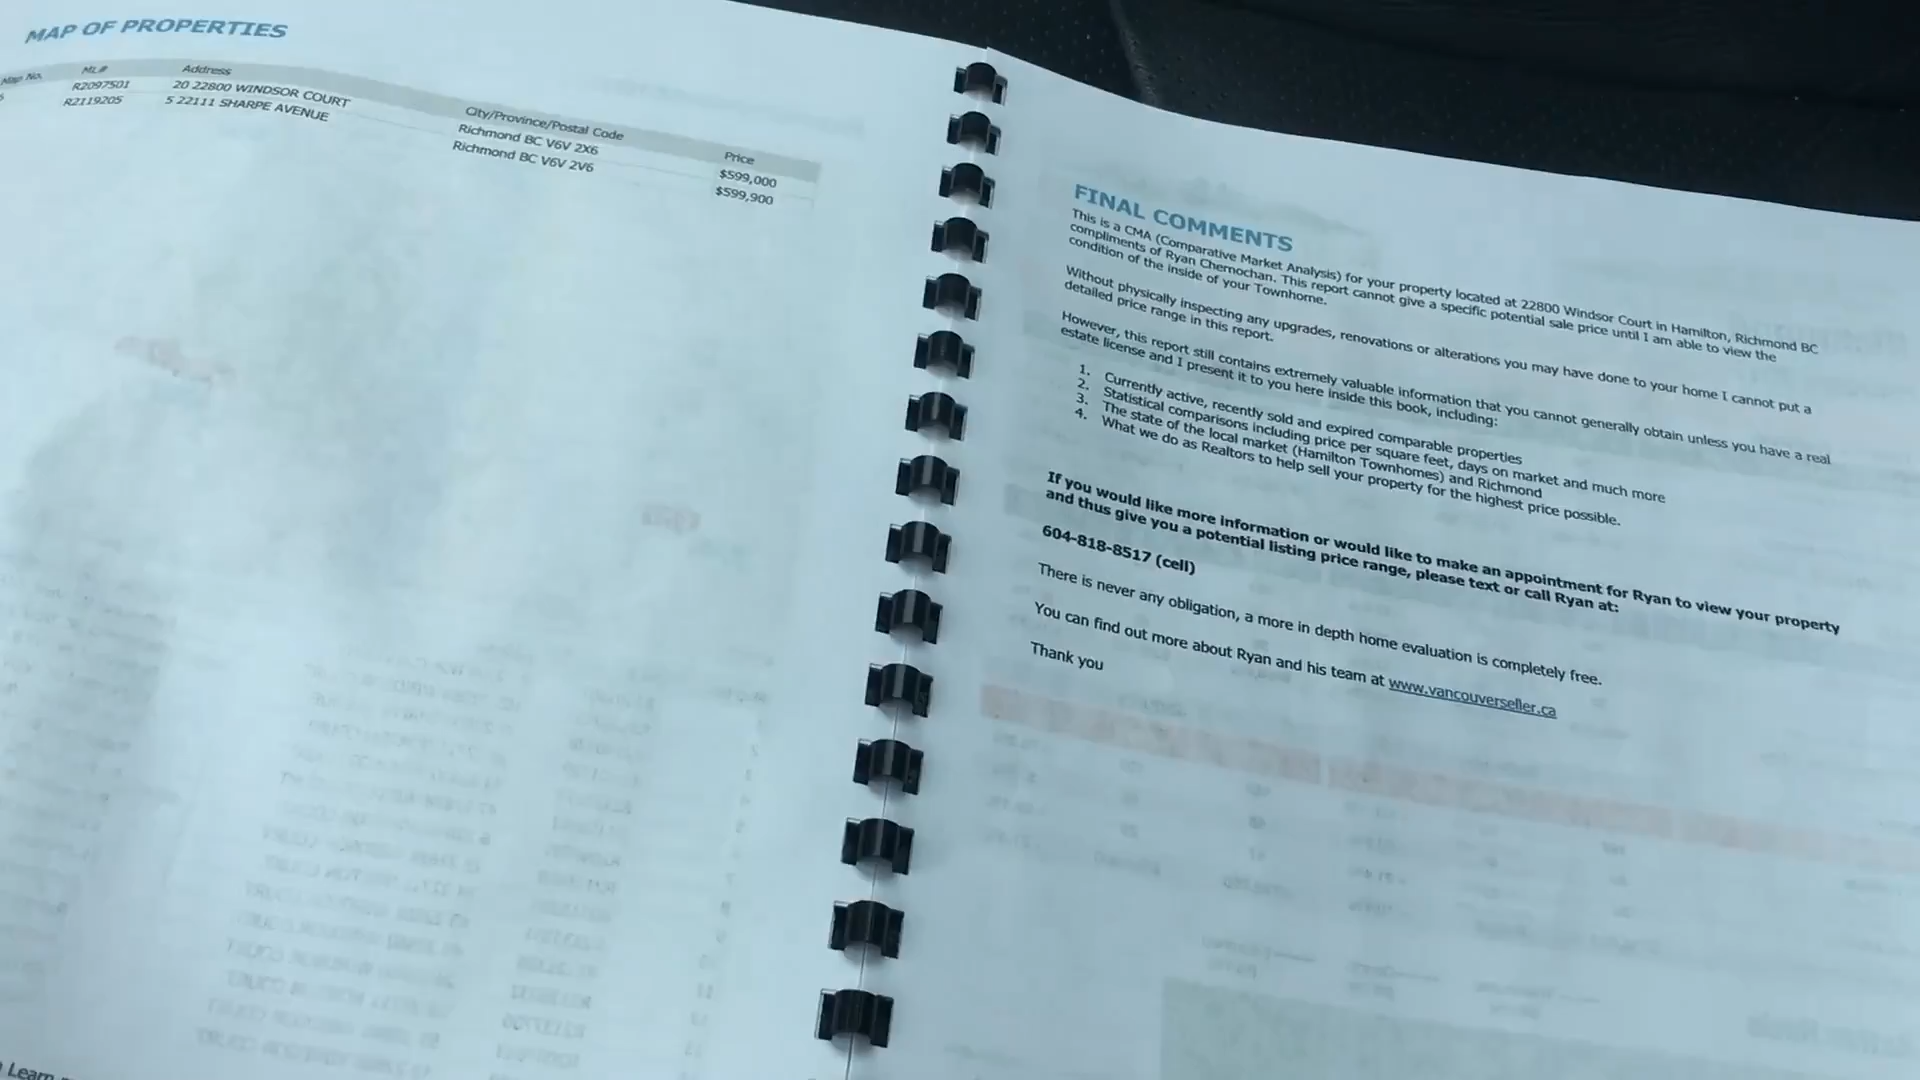 MAP OF PROPERTIES
Map No. ML# Address City/Province/Postal Code Price
R2097501 20 22800 WINDSOR COURT Richmond BC V6V 2X6 $599,000
R2119205 5 22111 SHARPE AVENUE Richmond BC V6V 2V6 $599,900
Learn
FINAL COMMENTS
This is a CMA (Comparative Market Analysis) for your property located at 22800 Windsor Court in Hamilton, Richmond BC
compliments of Ryan Chernochan. This report cannot give a specific potential sale price until I am able to view the
condition of the inside of your Townhome.
Without physically inspecting any upgrades, renovations or alterations you may have done to your home I cannot put a
detailed price range in this report.
However, this report still contains extremely valuable information that you cannot generally obtain unless you have a real
estate license and I present it to you here inside this book, including:
1. Currently active, recently sold and expired comparable properties
2. Statistical comparisons including price per square feet, days on market and much more
3. The state of the local market (Hamilton Townhomes) and Richmond
4. What we do as Realtors to help sell your property for the highest price possible.
If you would like more information or would like to make an appointment for Ryan to view your property
and thus give you a potential listing price range, please text or call Ryan at:
604-818-8517 (cell)
There is never any obligation, a more in depth home evaluation is completely free.
You can find out more about Ryan and his team at www.vancouverseller.ca
Thank you